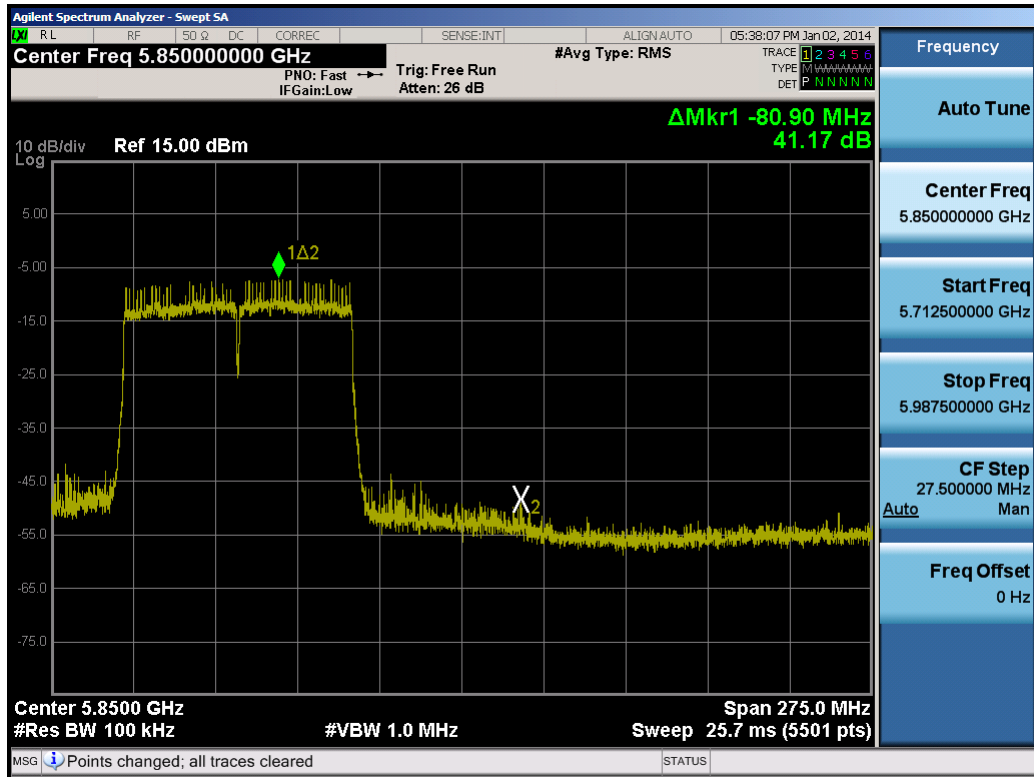 Agilent Spectrum Analyzer - Swept SA
LXI RL RF 50 Ω DC CORREC SENSE:INT ALIGN AUTO 05:38:07 PM Jan 02, 2014
Center Freq 5.850000000 GHz
PNO: Fast
IFGain:Low
Trig: Free Run
Atten: 26 dB
#Avg Type: RMS
TRACE 1 2 3 4 5 6
TYPE M W W W W W
DET P N N N N N
ΔMkr1 -80.90 MHz
41.17 dB
10 dB/div Ref 15.00 dBm
Log
5.00
-5.00
-15.0
-25.0
-35.0
-45.0
-55.0
-65.0
-75.0
1Δ2
X2
Center 5.8500 GHz Span 275.0 MHz
#Res BW 100 kHz #VBW 1.0 MHz Sweep 25.7 ms (5501 pts)
MSG Points changed; all traces cleared STATUS
Frequency
Auto Tune
Center Freq
5.850000000 GHz
Start Freq
5.712500000 GHz
Stop Freq
5.987500000 GHz
CF Step
27.500000 MHz
Auto Man
Freq Offset
0 Hz